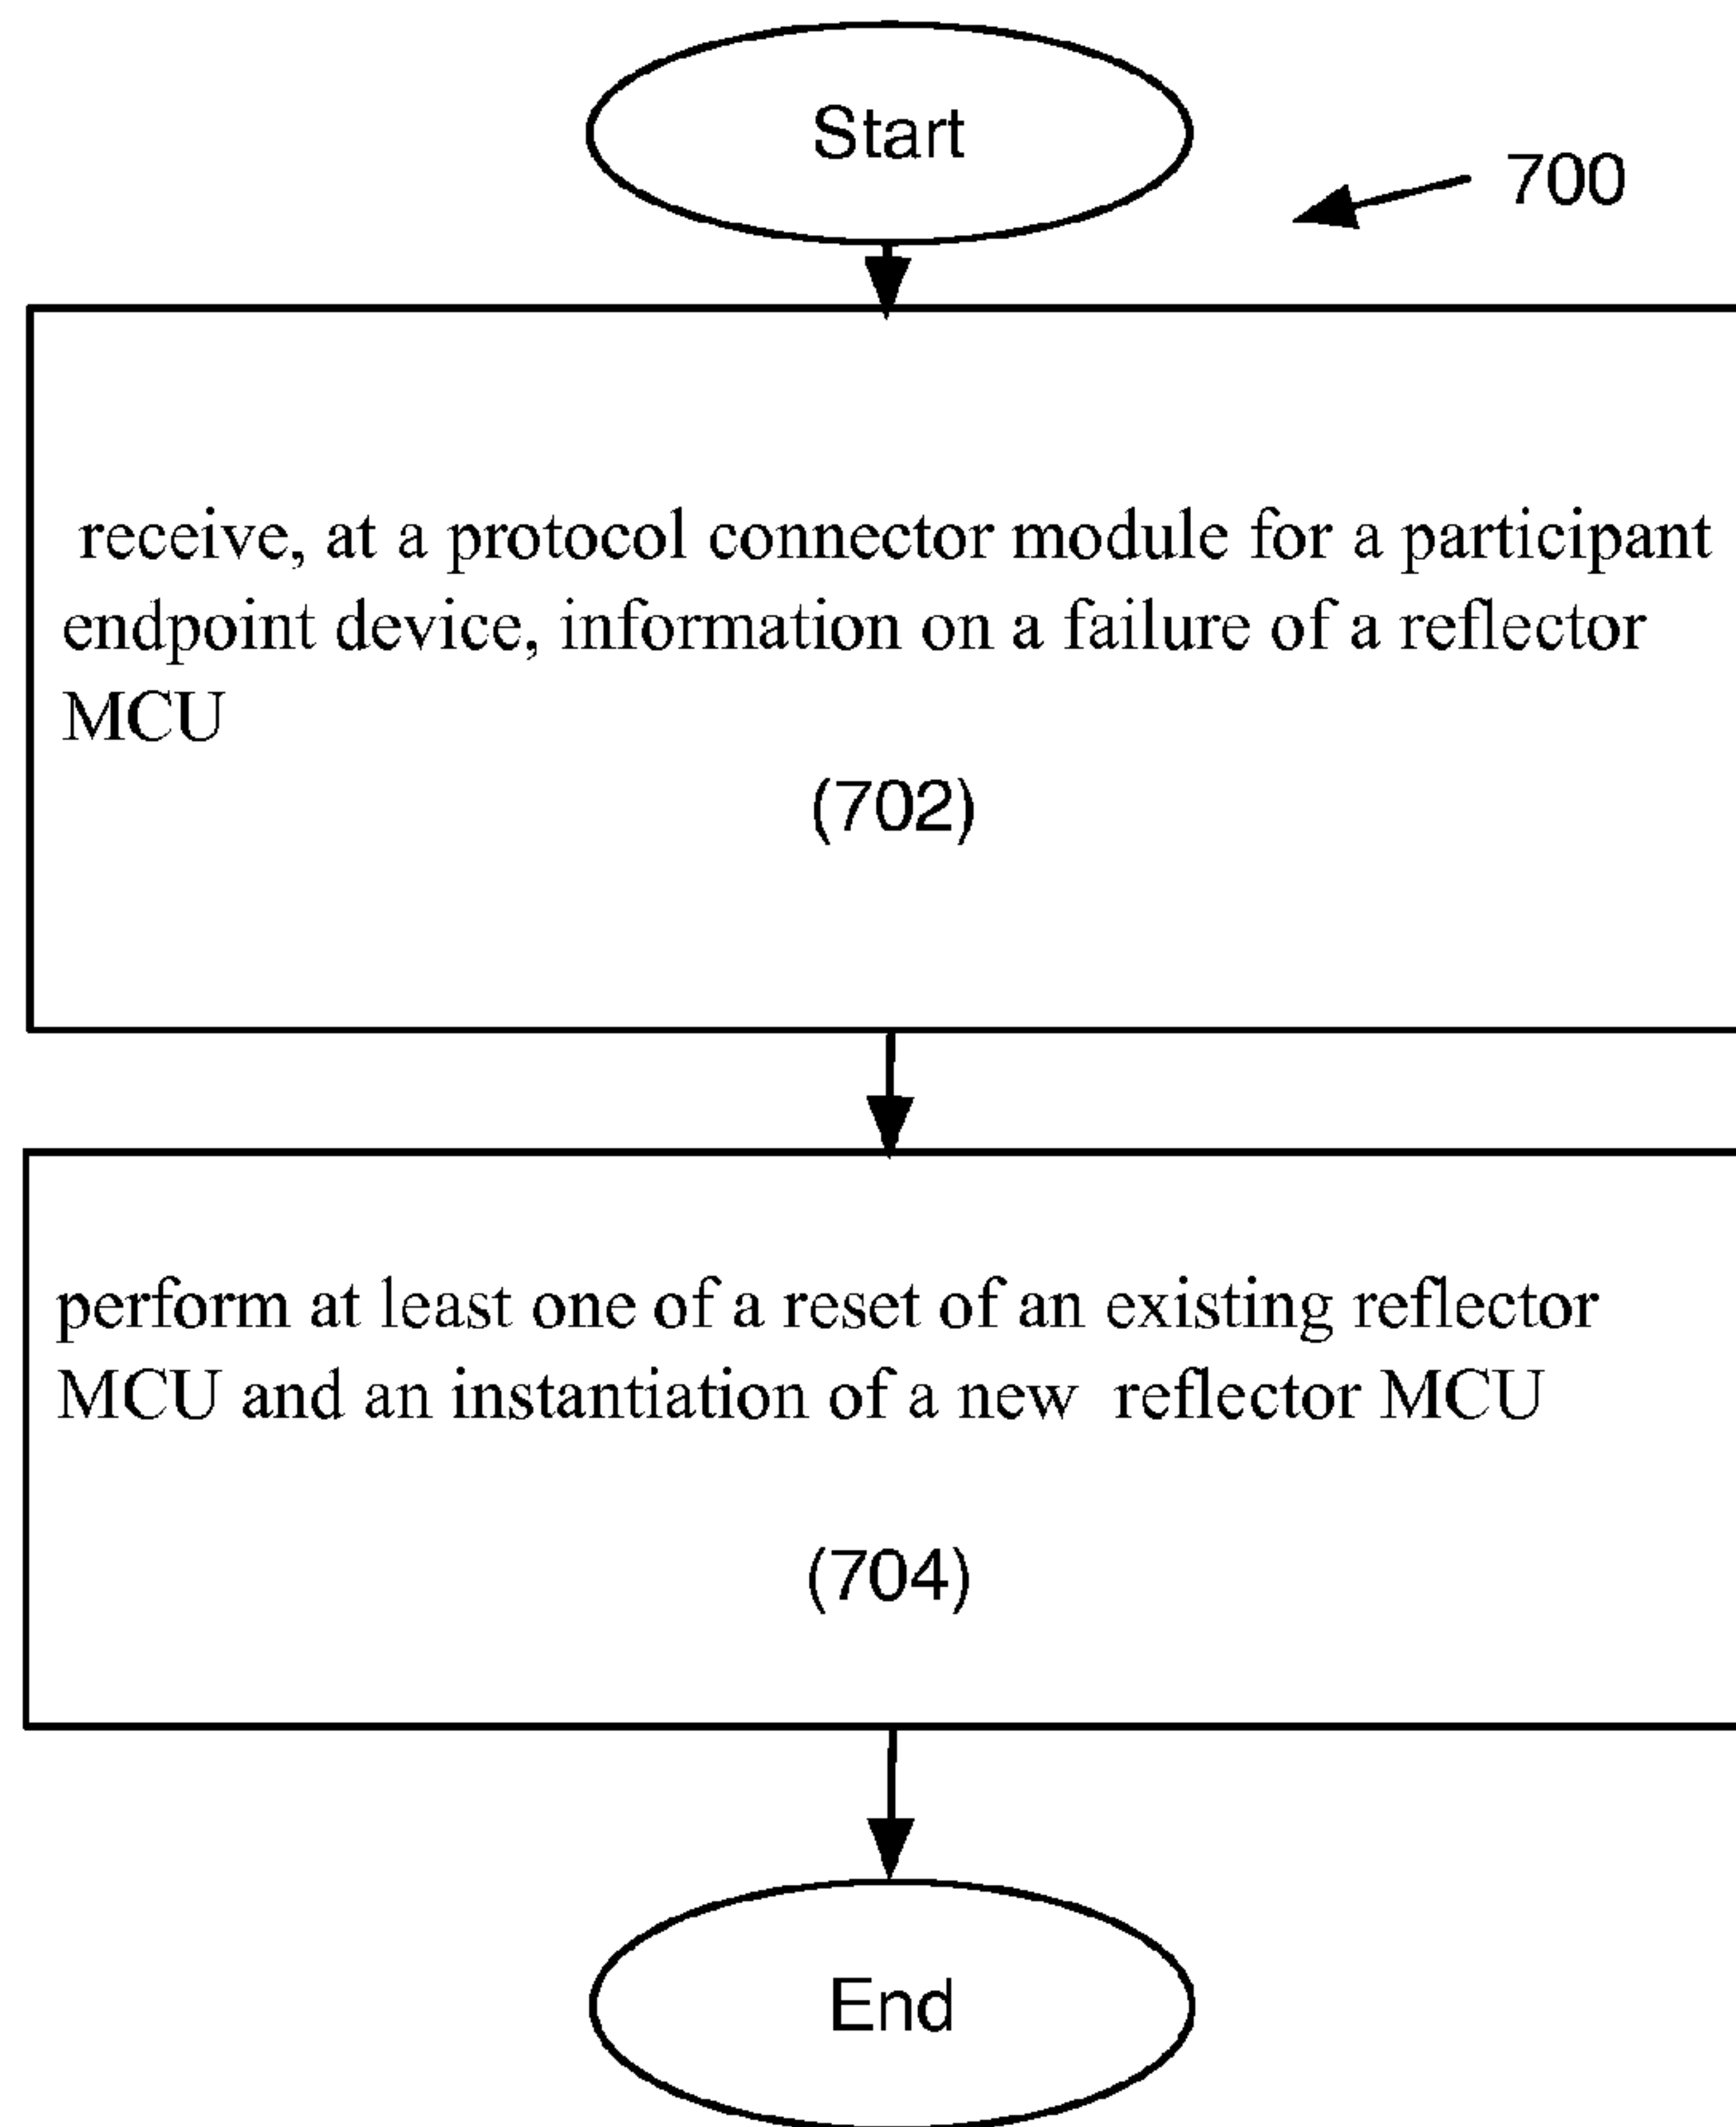 Start
700
receive, at a protocol connector module for a participant
endpoint device, information on a failure of a reflector
MCU
(702)
perform at least one of a reset of an existing reflector
MCU and an instantiation of a new reflector MCU
(704)
End